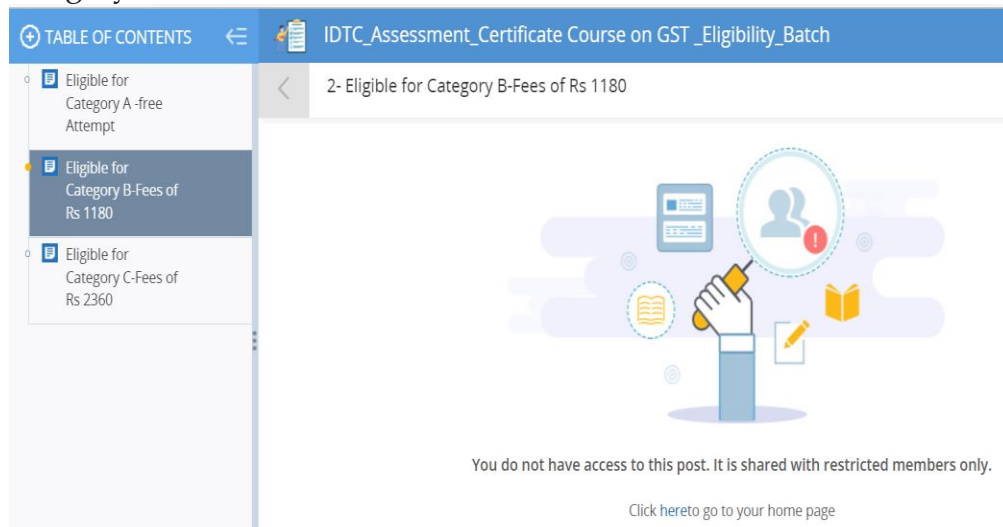 TABLE OF CONTENTS
IDTC_Assessment_Certificate Course on GST _Eligibility_Batch
Eligible for
Category A -free
Attempt
Eligible for
Category B-Fees of
Rs 1180
Eligible for
Category C-Fees of
Rs 2360
2- Eligible for Category B-Fees of Rs 1180
You do not have access to this post. It is shared with restricted members only.
Click hereto go to your home page